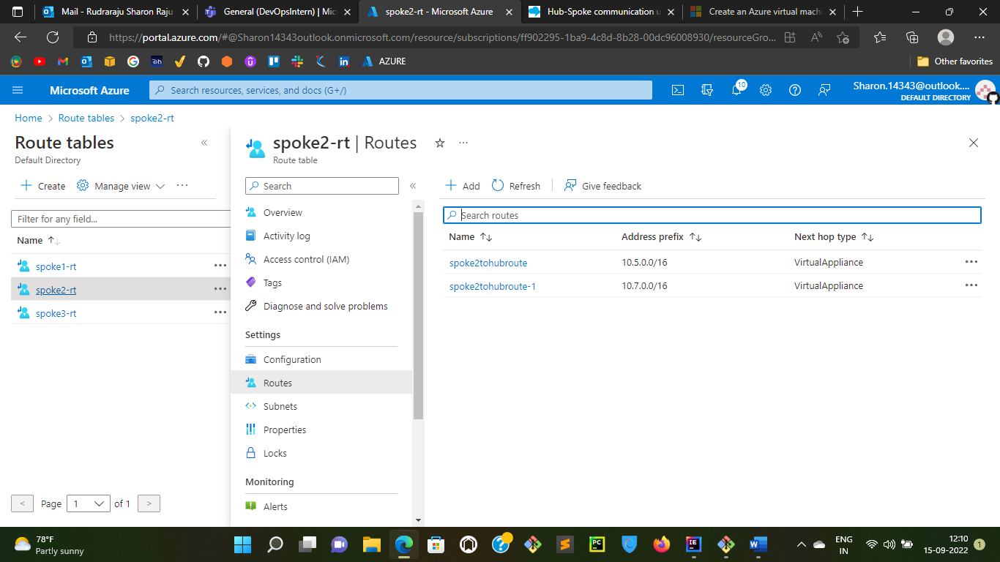 Mail - Rudraraju Sharon Raju
General (DevOpsIntern) | Mic
spoke2-rt - Microsoft Azure
Hub-Spoke communication u
Create an Azure virtual machi
https://portal.azure.com/#@Sharon14343outlook.onmicrosoft.com/resource/subscriptions/ff902295-1ba9-4c8d-8b28-00dc96008930/resourceGro...
AZURE
Other favorites
Microsoft Azure
Search resources, services, and docs (G+/)
10
Sharon.14343@outlook....
DEFAULT DIRECTORY
Home > Route tables > spoke2-rt
Route tables
Default Directory
Create
Manage view
Filter for any field...
Name
spoke1-rt
spoke2-rt
spoke3-rt
< Page 1 of 1 >
spoke2-rt | Routes
Route table
Search
Overview
Activity log
Access control (IAM)
Tags
Diagnose and solve problems
Settings
Configuration
Routes
Subnets
Properties
Locks
Monitoring
Alerts
Add
Refresh
Give feedback
Search routes
Name Address prefix Next hop type
spoke2tohubroute 10.5.0.0/16 VirtualAppliance
spoke2tohubroute-1 10.7.0.0/16 VirtualAppliance
78°F
Partly sunny
ENG
IN
12:10
15-09-2022
1